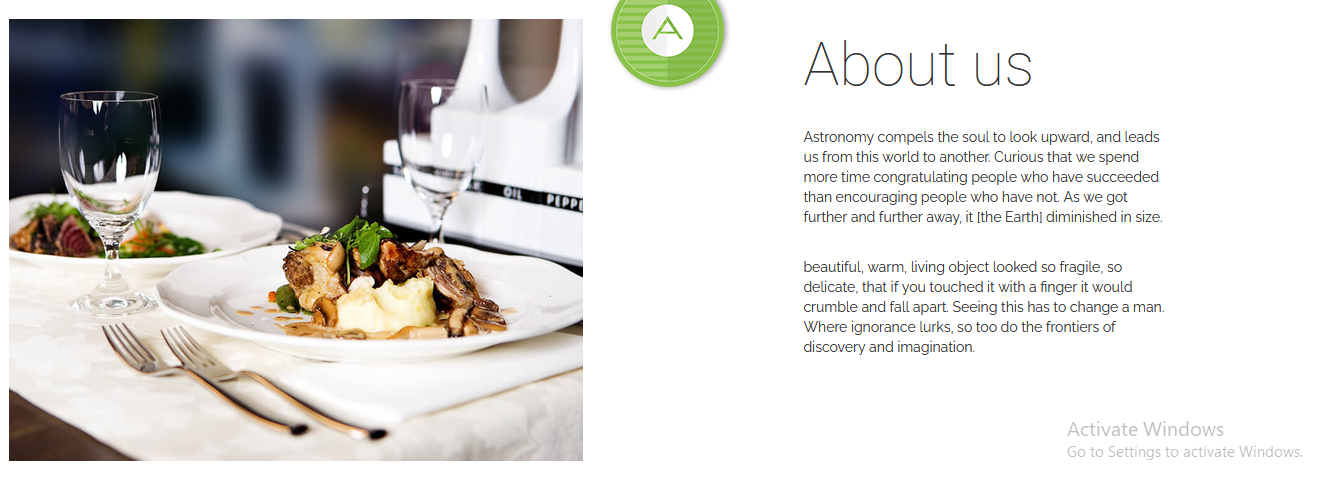 OIL
PEPPE
A
About us
Astronomy compels the soul to look upward, and leads
us from this world to another. Curious that we spend
more time congratulating people who have succeeded
than encouraging people who have not. As we got
further and further away, it [the Earth] diminished in size.
beautiful, warm, living object looked so fragile, so
delicate, that if you touched it with a finger it would
crumble and fall apart. Seeing this has to change a man.
Where ignorance lurks, so too do the frontiers of
discovery and imagination.
Activate Windows
Go to Settings to activate Windows.